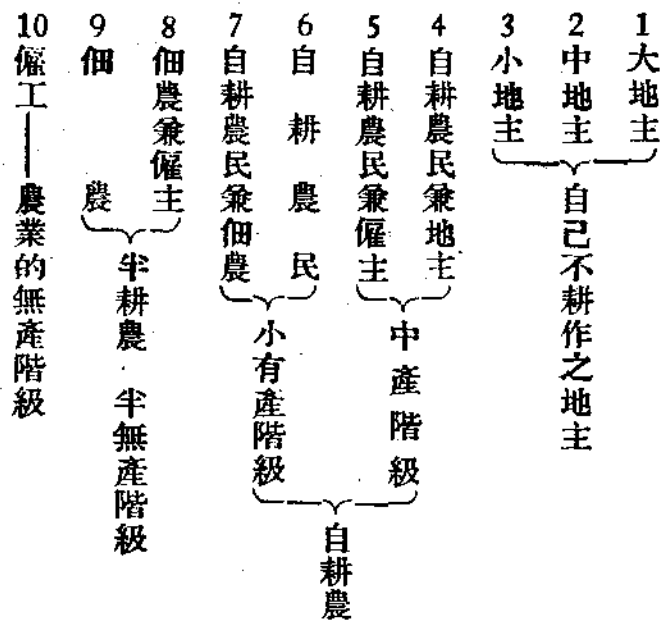 1 大地主
2 中地主
3 小地主
自己不耕作之地主
4 自耕農民兼地主
5 自耕農民兼僱主
中產階級
6 自耕農民
7 自耕農民兼佃農
小有產階級
自耕農
8 佃農兼僱主
9 佃農
半耕農 半無產階級
10 僱工——農業的無產階級